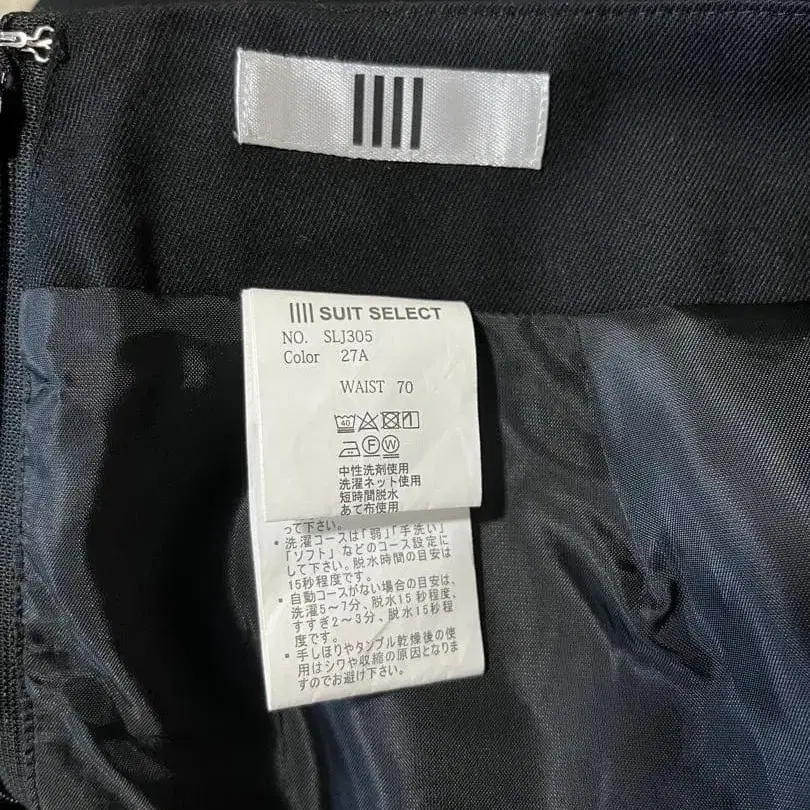 SUIT SELECT
NO. SLJ305
Color 27A
WAIST 70
40
F W
中性洗剤使用
洗濯ネット使用
短時間脱水
あて布使用
って下さい。
・洗濯コースは「弱」「手洗い」
「ソフト」などのコース設定に
して下さい。脱水時間の目安は
15秒程度です。
・自動コースがない場合の目安は、
洗濯5~7分、脱水15秒程度、
すすぎ2~3分、脱水15秒程
度です。
・手しぼりやタンブル乾燥後の使
用はシワや収縮の原因となりま
すのでお避け下さい。